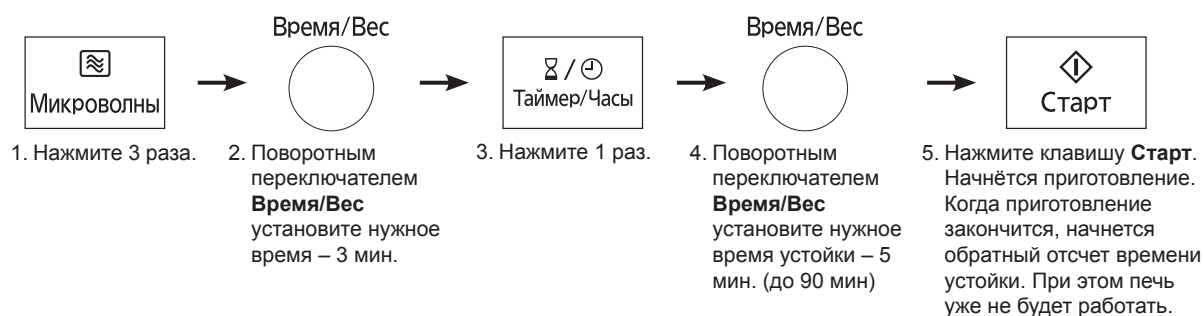 Время/Вес
Время/Вес
Микроволны
Таймер/Часы
Старт
1. Нажмите 3 раза.
2. Поворотным
переключателем
Время/Вес
установите нужное
время – 3 мин.
3. Нажмите 1 раз.
4. Поворотным
переключателем
Время/Вес
установите нужное
время устойки – 5
мин. (до 90 мин)
5. Нажмите клавишу Старт.
Начнётся приготовление.
Когда приготовление
закончится, начнется
обратный отсчет времени
устойки. При этом печь
уже не будет работать.